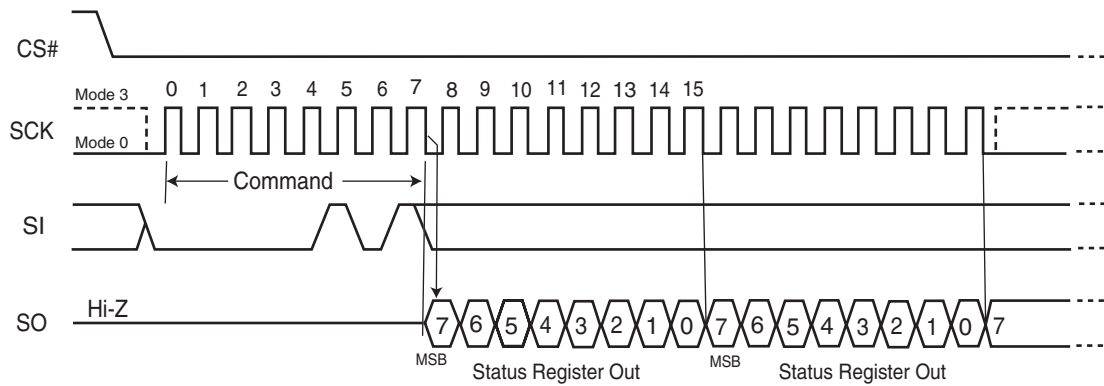 CS#
0 1 2 3 4 5 6 7 8 9 10 11 12 13 14 15
Mode 3
SCK
Mode 0
Command
SI
Hi-Z
SO
7 6 5 4 3 2 1 0 7 6 5 4 3 2 1 0 7
MSB Status Register Out MSB Status Register Out